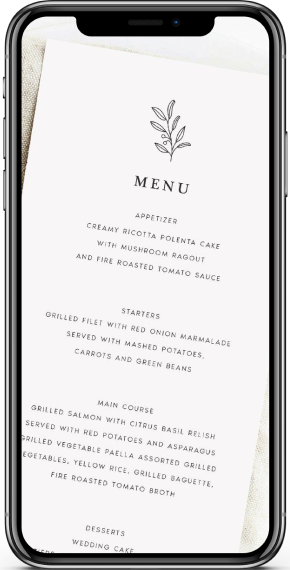 MENU
APPETIZER
CREAMY RICOTTA POLENTA CAKE
WITH MUSHROOM RAGOUT
AND FIRE ROASTED TOMATO SAUCE
STARTERS
GRILLED FILET WITH RED ONION MARMALADE
SERVED WITH MASHED POTATOES,
CARROTS AND GREEN BEANS
MAIN COURSE
GRILLED SALMON WITH CITRUS BASIL RELISH
SERVED WITH RED POTATOES AND ASPARAGUS
GRILLED VEGETABLE PAELLA ASSORTED GRILLED
VEGETABLES, YELLOW RICE, GRILLED BAGUETTE,
FIRE ROASTED TOMATO BROTH
DESSERTS
WEDDING CAKE